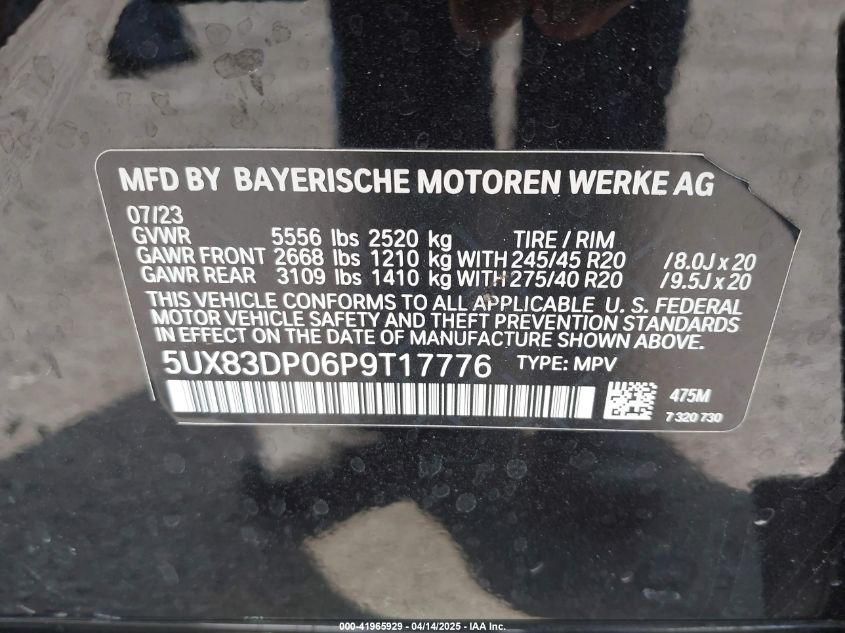 MFD BY BAYERISCHE MOTOREN WERKE AG
07/23
GVWR 5556 lbs 2520 kg TIRE / RIM
GAWR FRONT 2668 lbs 1210 kg WITH 245/45 R20 /8.0J x 20
GAWR REAR 3109 lbs 1410 kg WITH 275/40 R20 /9.5J x 20
THIS VEHICLE CONFORMS TO ALL APPLICABLE U. S. FEDERAL
MOTOR VEHICLE SAFETY AND THEFT PREVENTION STANDARDS
IN EFFECT ON THE DATE OF MANUFACTURE SHOWN ABOVE.
5UX83DP06P9T17776 TYPE: MPV
475M
7 320 730
000-41965929 - 04/14/2025 - IAA Inc.